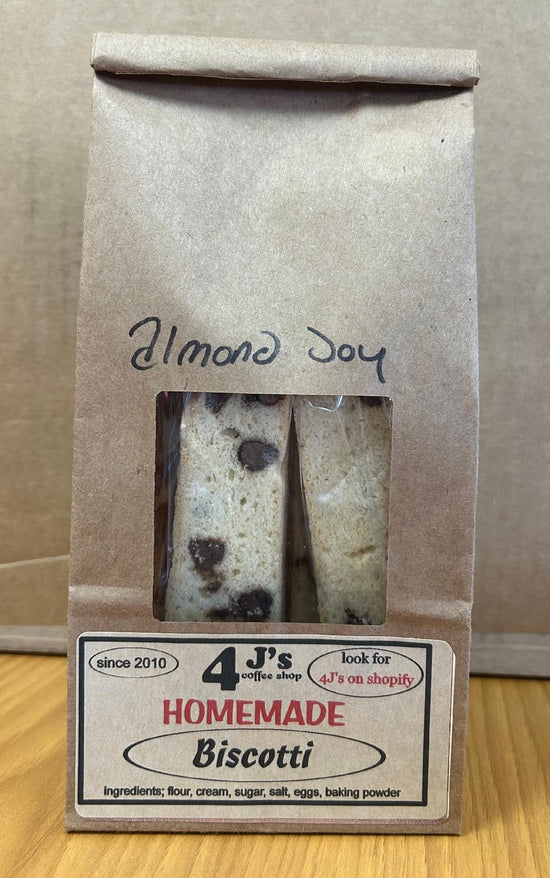 almond Joy
since 2010
4 J's
coffee shop
look for
4J's on shopify
HOMEMADE
Biscotti
ingredients; flour, cream, sugar, salt, eggs, baking powder